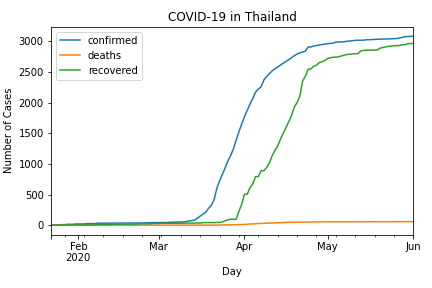 COVID-19 in Thailand
confirmed
deaths
recovered
Number of Cases
3000
2500
2000
1500
1000
500
0
Feb
2020
Mar
Apr
May
Jun
Day